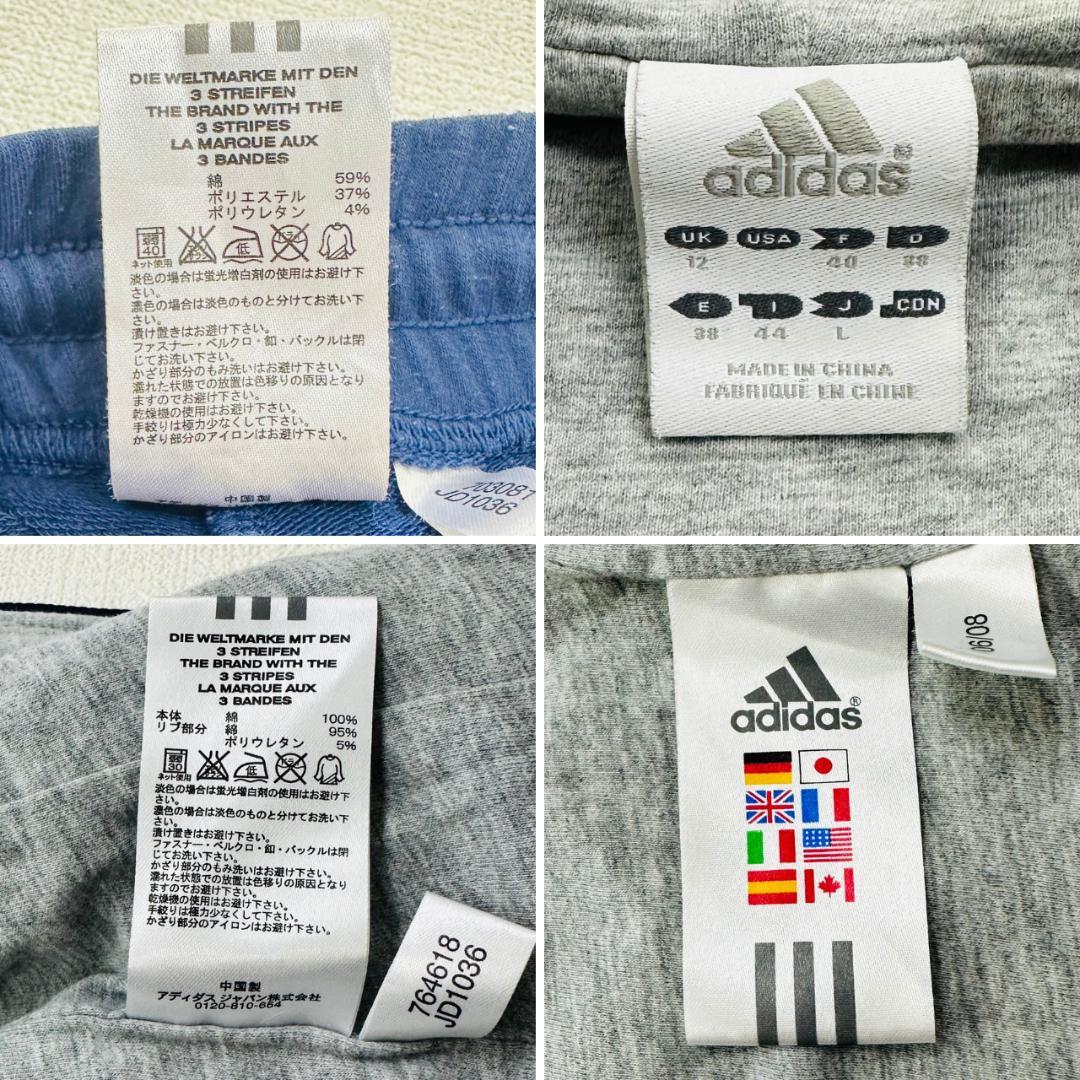 DIE WELTMARKE MIT DEN
3 STREIFEN
THE BRAND WITH THE
3 STRIPES
LA MARQUE AUX
3 BANDES
綿 59%
ポリエステル 37%
ポリウレタン 4%
40
ネット使用
低
淡色の場合は蛍光増白剤の使用はお避け下
さい。
濃色の場合は淡色のものと分けてお洗い下
さい。
漬け置きはお避け下さい。
ファスナー・ベルクロ・釦・バックルは閉
じてお洗い下さい。
かざり部分のもみ洗いはお避け下さい。
濡れた状態での放置は色移りの原因となり
ますのでお避け下さい。
乾燥機の使用はお避け下さい。
手絞りは極力少なくして下さい。
かざり部分のアイロンはお避け下さい。
中国製
703081
JD1036
adidas®
UK USA F D
12 40 38
E I J CDN
38 44 L
MADE IN CHINA
FABRIQUÉ EN CHINE
DIE WELTMARKE MIT DEN
3 STREIFEN
THE BRAND WITH THE
3 STRIPES
LA MARQUE AUX
3 BANDES
本体 綿 100%
リブ部分 綿 95%
ポリウレタン 5%
30
ネット使用
低
淡色の場合は蛍光増白剤の使用はお避け下
さい。
濃色の場合は淡色のものと分けてお洗い下
さい。
漬け置きはお避け下さい。
ファスナー・ベルクロ・釦・バックルは閉
じてお洗い下さい。
かざり部分のもみ洗いはお避け下さい。
濡れた状態での放置は色移りの原因となり
ますのでお避け下さい。
乾燥機の使用はお避け下さい。
手絞りは極力少なくして下さい。
かざり部分のアイロンはお避け下さい。
中国製
アディダス ジャパン株式会社
0120-810-654
764618
JD1036
adidas®
06/08